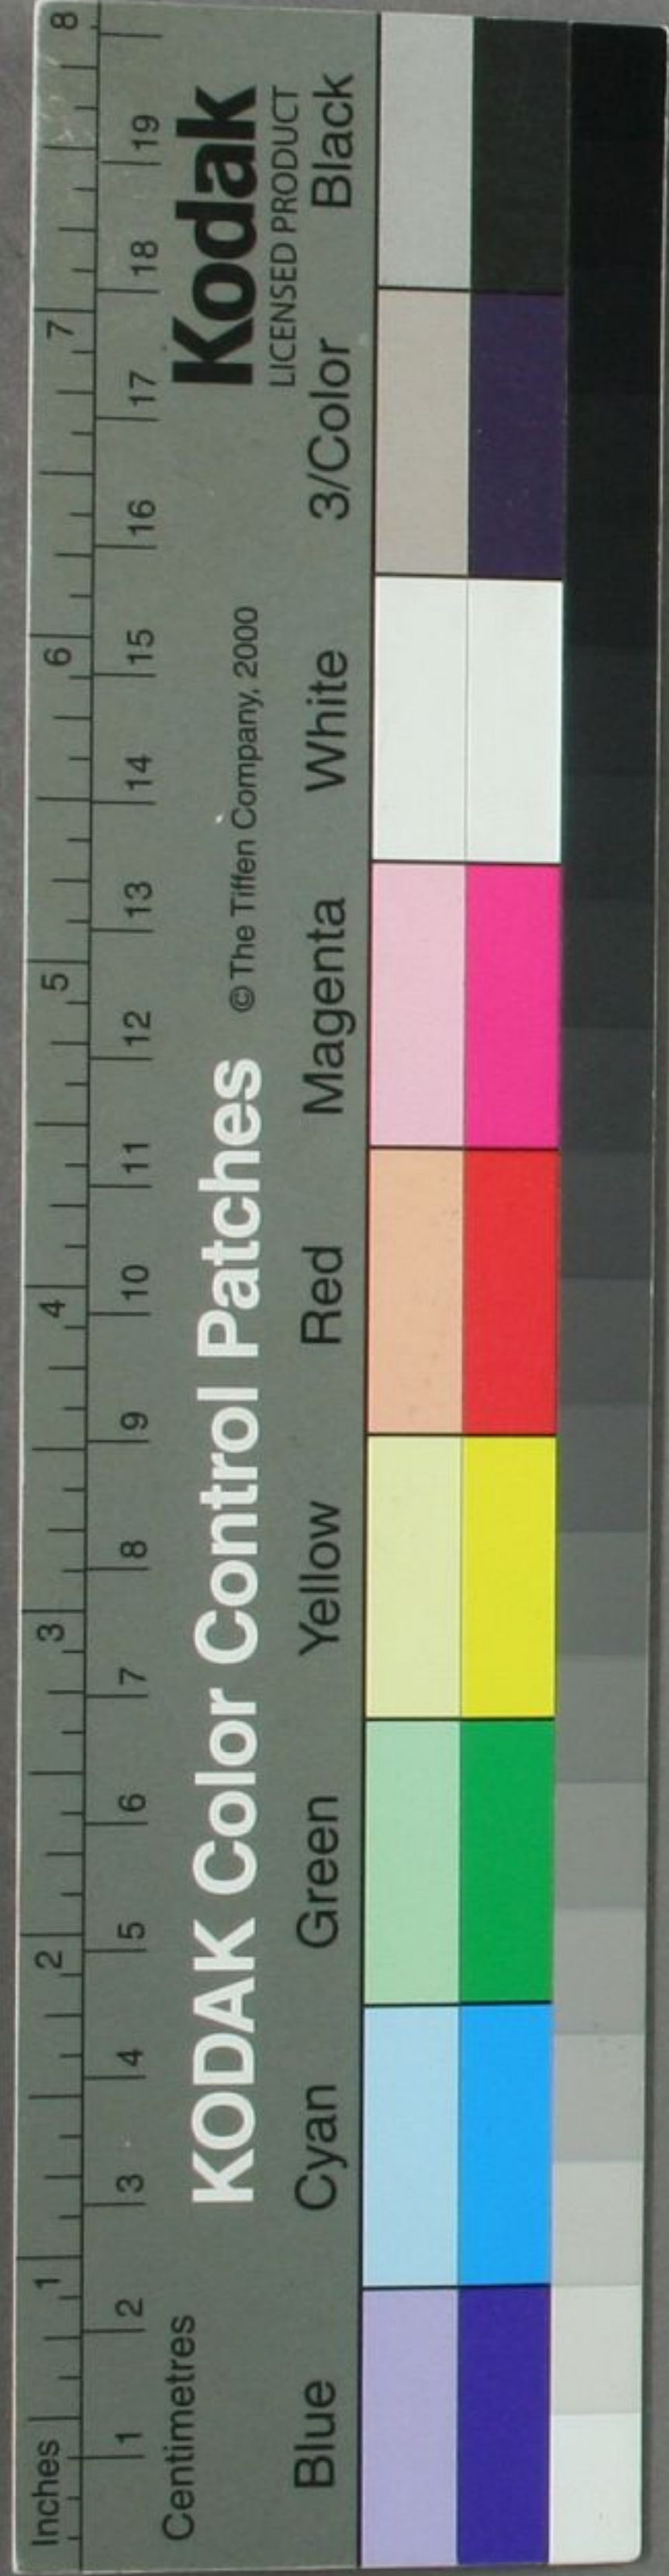 Inches 1 2 3 4 5 6 7 8
Centimetres 1 2 3 4 5 6 7 8 9 10 11 12 13 14 15 16 17 18 19
KODAK Color Control Patches © The Tiffen Company, 2000 Kodak
LICENSED PRODUCT
Blue Cyan Green Yellow Red Magenta White 3/Color Black